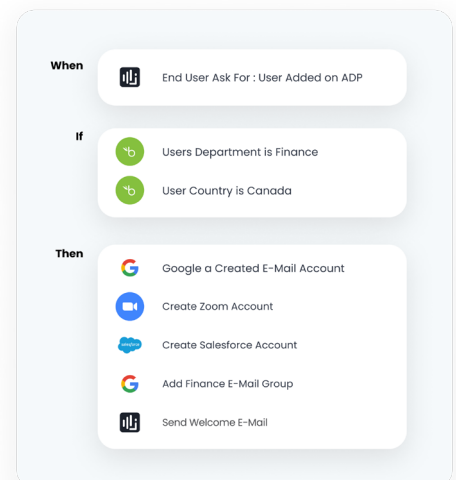 When
End User Ask For : User Added on ADP
If
Users Department is Finance
User Country is Canada
Then
Google a Created E-Mail Account
Create Zoom Account
salesforce
Create Salesforce Account
Add Finance E-Mail Group
Send Welcome E-Mail